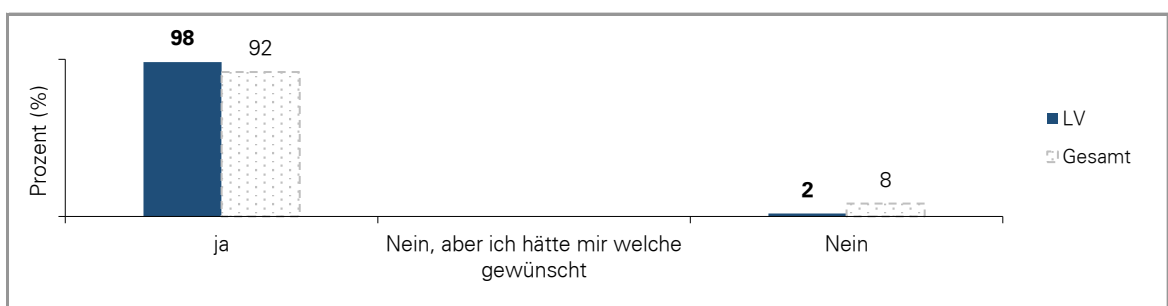 98
92
Prozent (%)
2
8
LV
Gesamt
ja
Nein, aber ich hätte mir welche
gewünscht
Nein